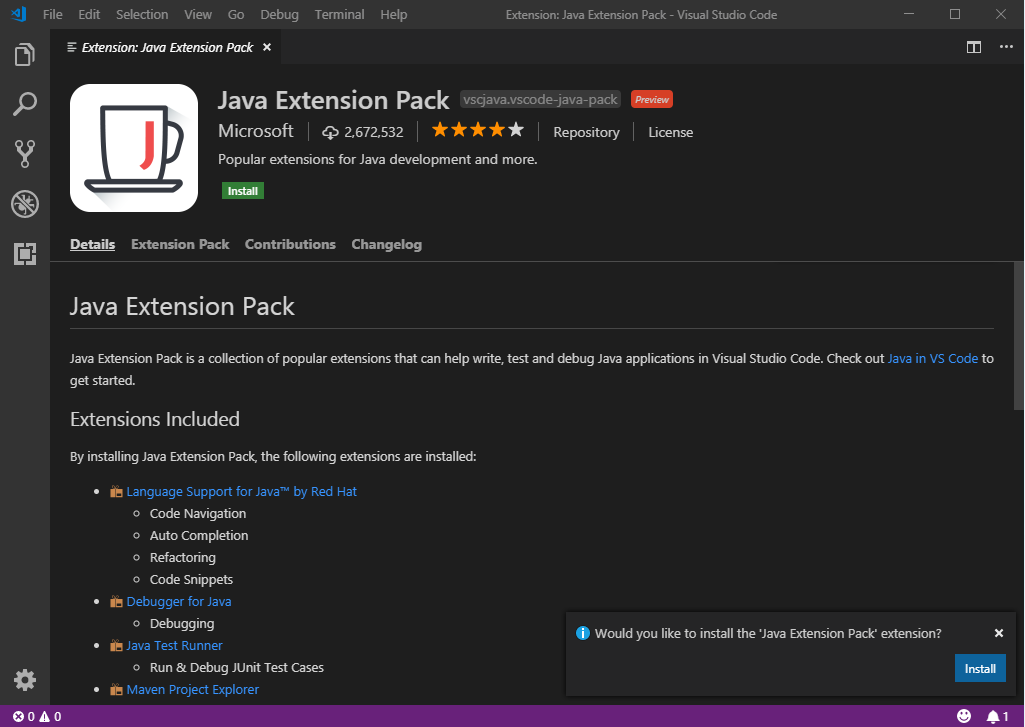 File Edit Selection View Go Debug Terminal Help Extension: Java Extension Pack - Visual Studio Code
Extension: Java Extension Pack
Java Extension Pack vscjava.vscode-java-pack Preview
Microsoft 2,672,532 Repository License
Popular extensions for Java development and more.
Install
Details Extension Pack Contributions Changelog
Java Extension Pack
Java Extension Pack is a collection of popular extensions that can help write, test and debug Java applications in Visual Studio Code. Check out Java in VS Code to
get started.
Extensions Included
By installing Java Extension Pack, the following extensions are installed:
Language Support for Java™ by Red Hat
Code Navigation
Auto Completion
Refactoring
Code Snippets
Debugger for Java
Debugging
Java Test Runner
Run & Debug JUnit Test Cases
Maven Project Explorer
Would you like to install the 'Java Extension Pack' extension?
Install
0 0 1